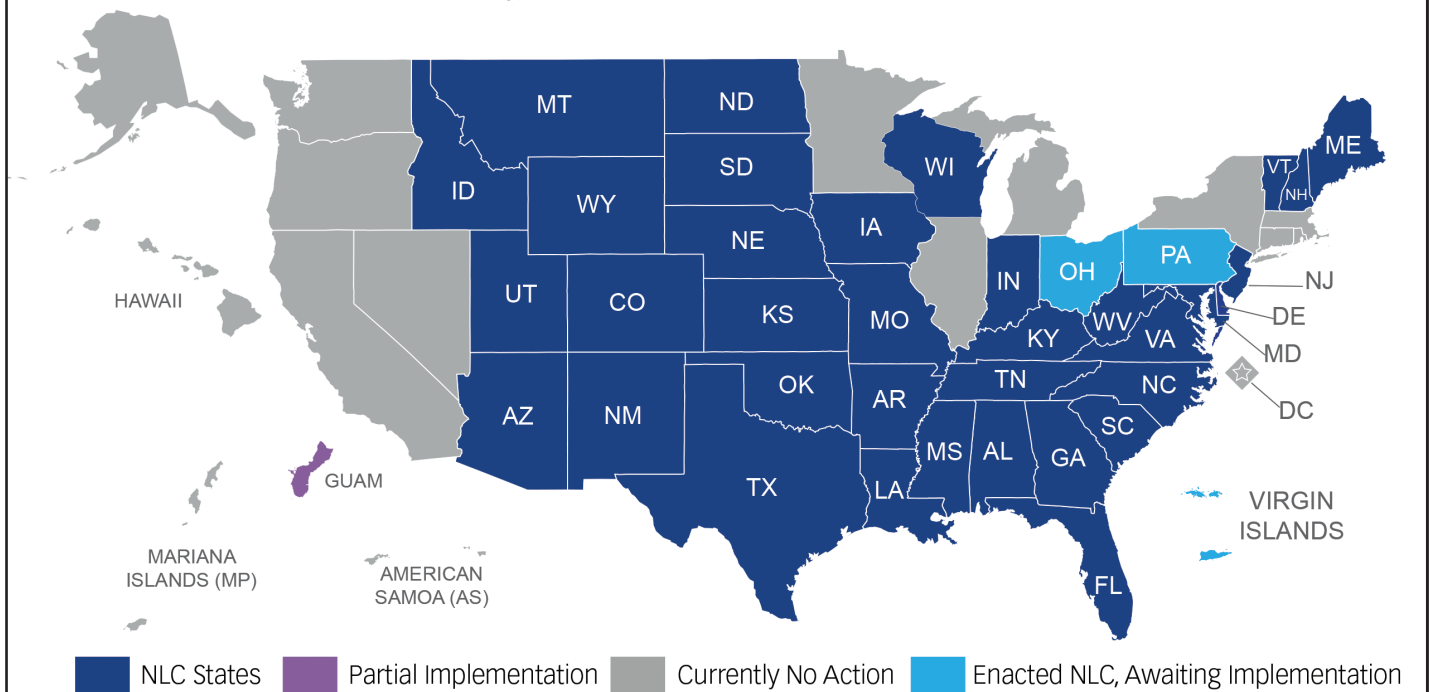 MT
ND
ME
VT
NH
WI
SD
ID
WY
IA
NE
PA
OH
IN
NJ
UT
CO
HAWAII
KS
MO
WV
DE
KY
VA
MD
TN
OK
NC
AR
DC
AZ
NM
SC
MS
AL
GA
GUAM
TX
LA
VIRGIN
ISLANDS
MARIANA
ISLANDS (MP)
AMERICAN
SAMOA (AS)
FL
NLC States
Partial Implementation
Currently No Action
Enacted NLC, Awaiting Implementation